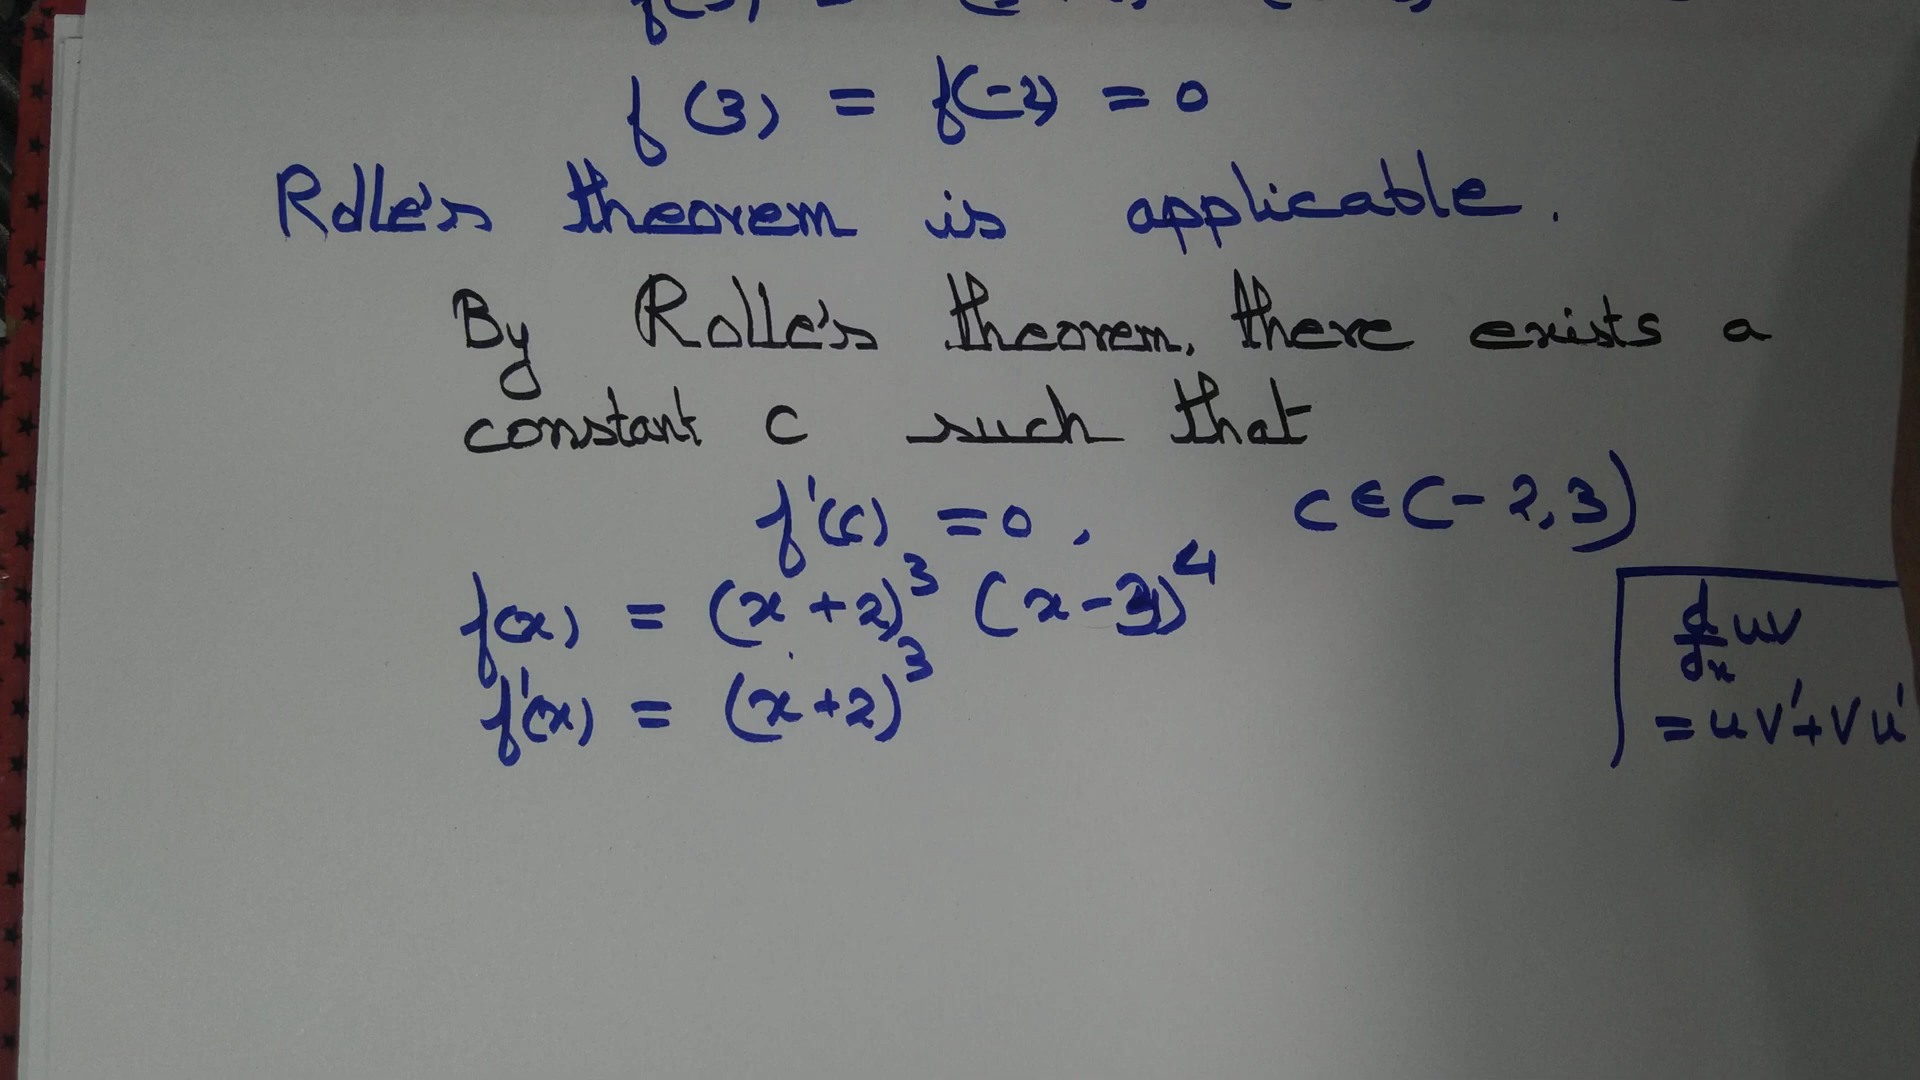 f(3) = f(-2) = 0
Rolle's theorem is applicable.
By Rolle's theorem, there exists a
constant c such that
f'(c) = 0, c∈(-2,3)
f(x) = (x+2)³ (x-3)⁴
f'(x) = (x+2)³
d/dx uv
= uv'+vu'